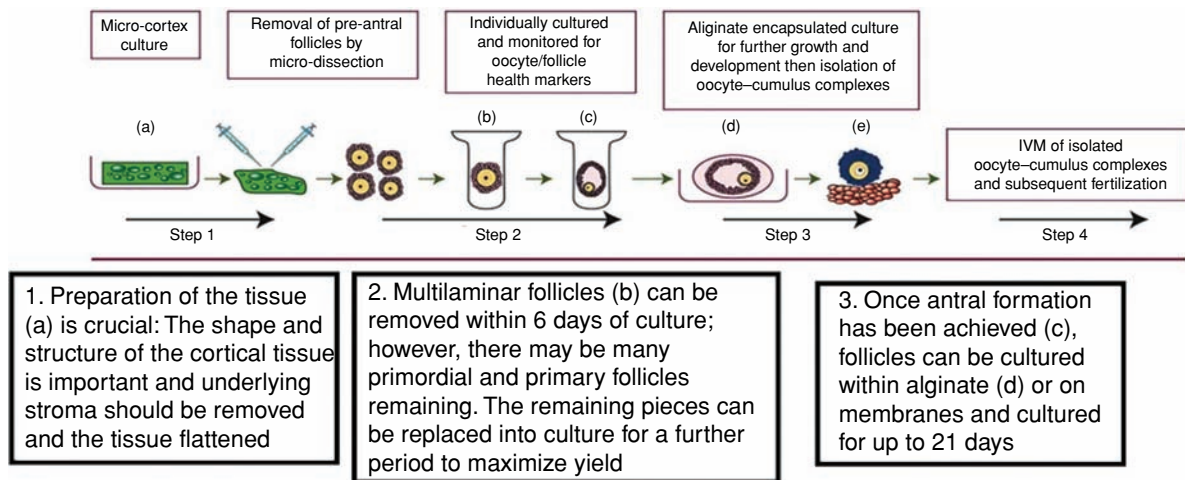 Micro-cortex
culture
Removal of pre-antral
follicles by
micro-dissection
Individually cultured
and monitored for
oocyte/follicle
health markers
Aliginate encapsulated culture
for further growth and
development then isolation of
oocyte–cumulus complexes
(a)
(b)
(c)
(d)
(e)
IVM of isolated
oocyte–cumulus complexes
and subsequent fertilization
Step 1
Step 2
Step 3
Step 4
1. Preparation of the tissue
(a) is crucial: The shape and
structure of the cortical tissue
is important and underlying
stroma should be removed
and the tissue flattened
2. Multilaminar follicles (b) can be
removed within 6 days of culture;
however, there may be many
primordial and primary follicles
remaining. The remaining pieces can
be replaced into culture for a further
period to maximize yield
3. Once antral formation
has been achieved (c),
follicles can be cultured
within alginate (d) or on
membranes and cultured
for up to 21 days